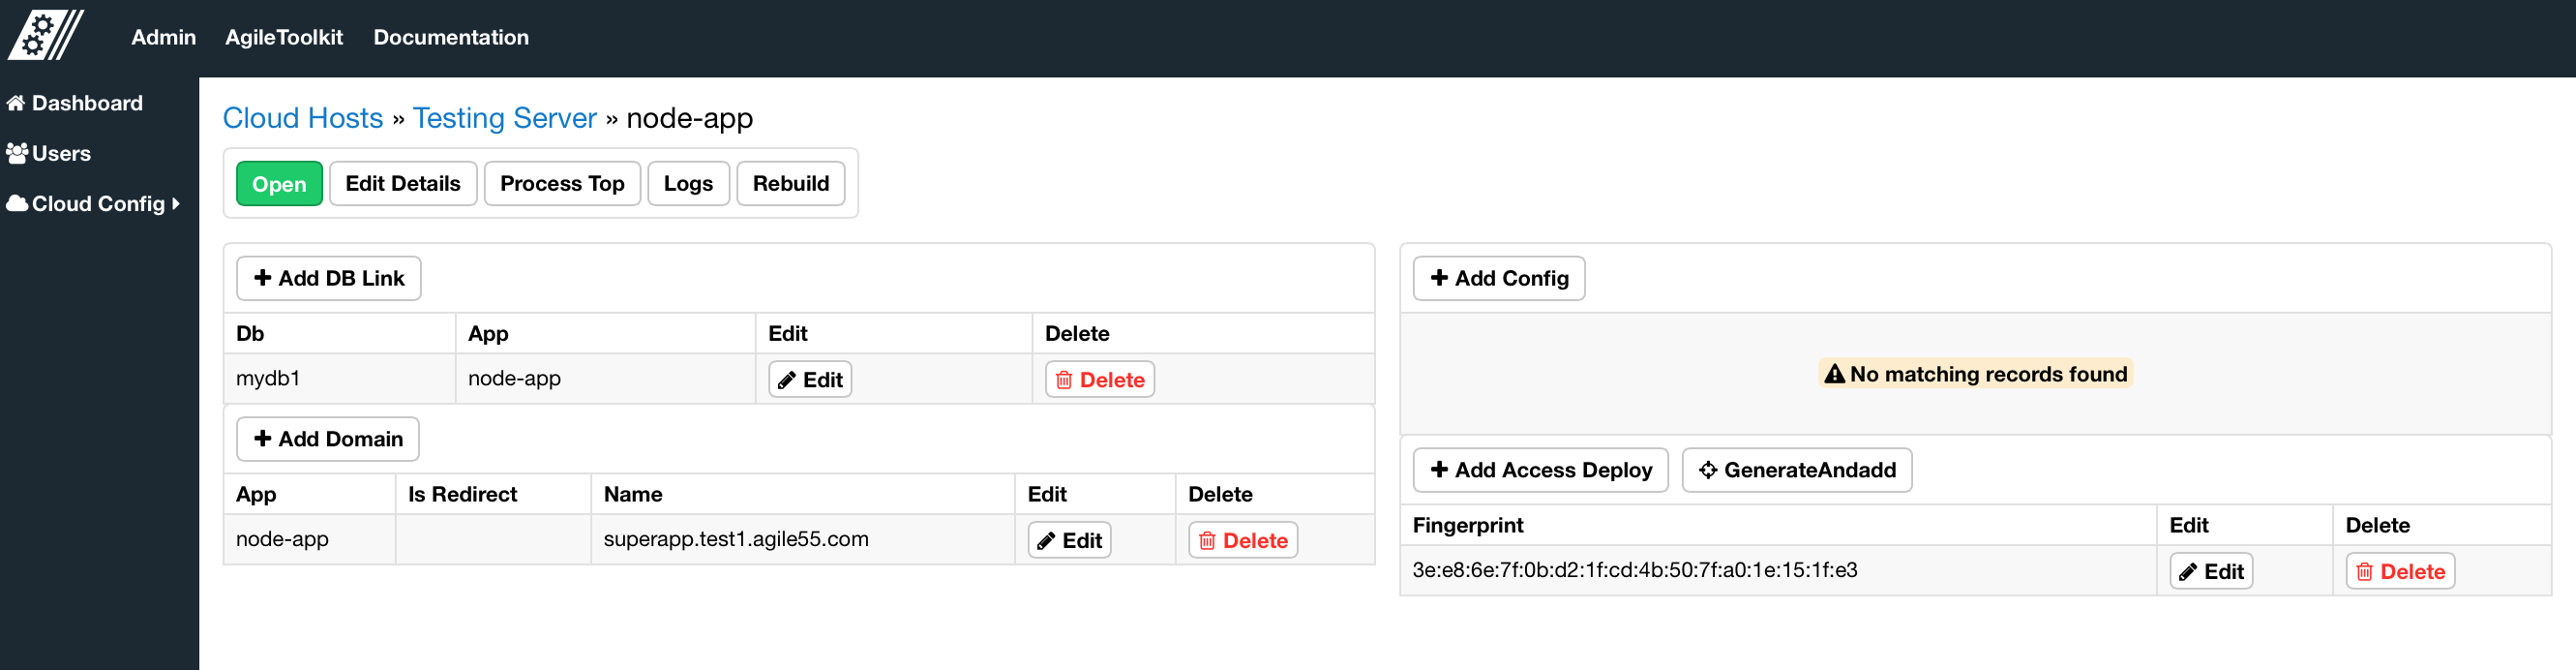 Admin AgileToolkit Documentation
Dashboard
Users
Cloud Config
Cloud Hosts » Testing Server » node-app
Open Edit Details Process Top Logs Rebuild
Add DB Link
Db App Edit Delete
mydb1 node-app Edit Delete
Add Domain
App Is Redirect Name Edit Delete
node-app superapp.test1.agile55.com Edit Delete
Add Config
No matching records found
Add Access Deploy GenerateAndadd
Fingerprint Edit Delete
3e:e8:6e:7f:0b:d2:1f:cd:4b:50:7f:a0:1e:15:1f:e3 Edit Delete